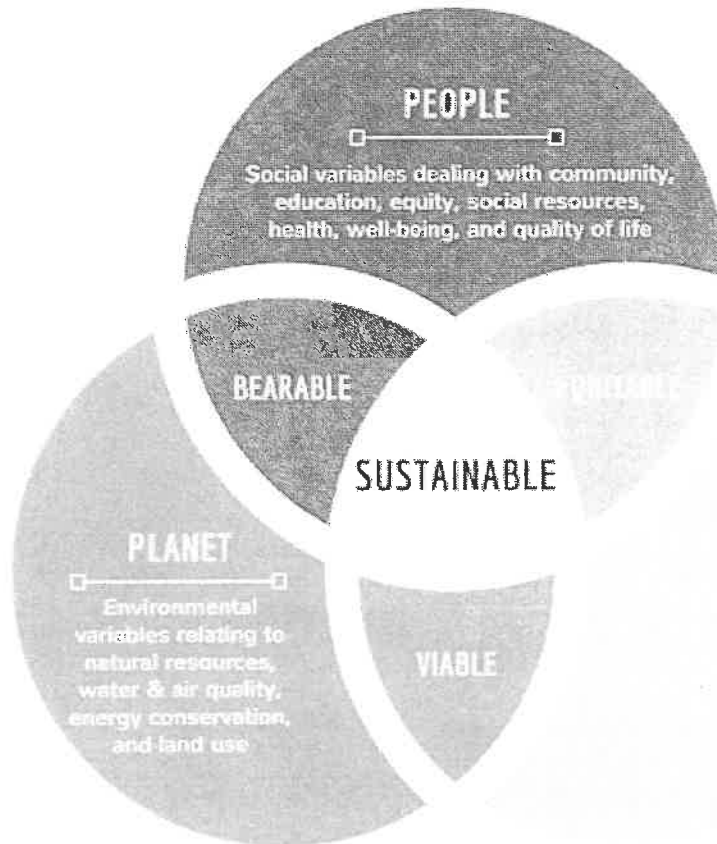 PEOPLE
Social variables dealing with community,
education, equity, social resources,
health, well-being, and quality of life
BEARABLE
EQUITABLE
SUSTAINABLE
PLANET
Environmental
variables relating to
natural resources,
water & air quality,
energy conservation,
and land use
VIABLE